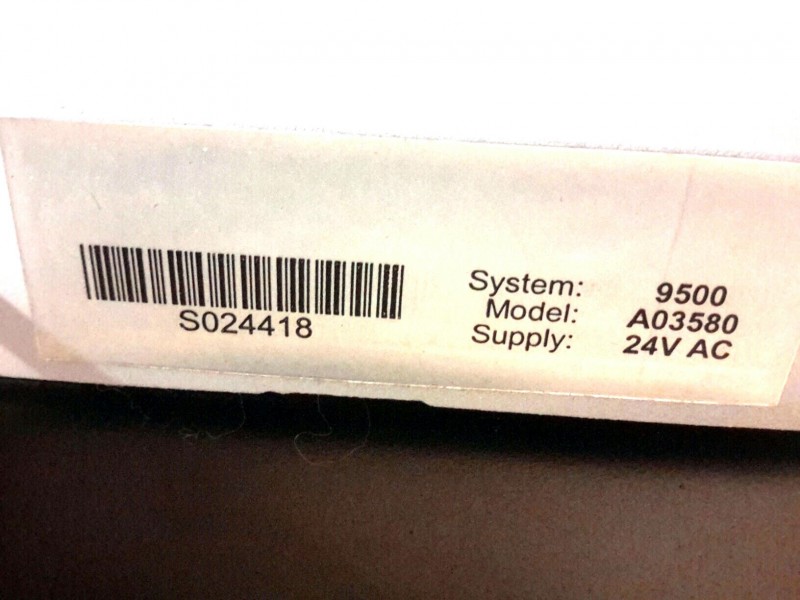 S024418
System: 9500
Model: A03580
Supply: 24V AC